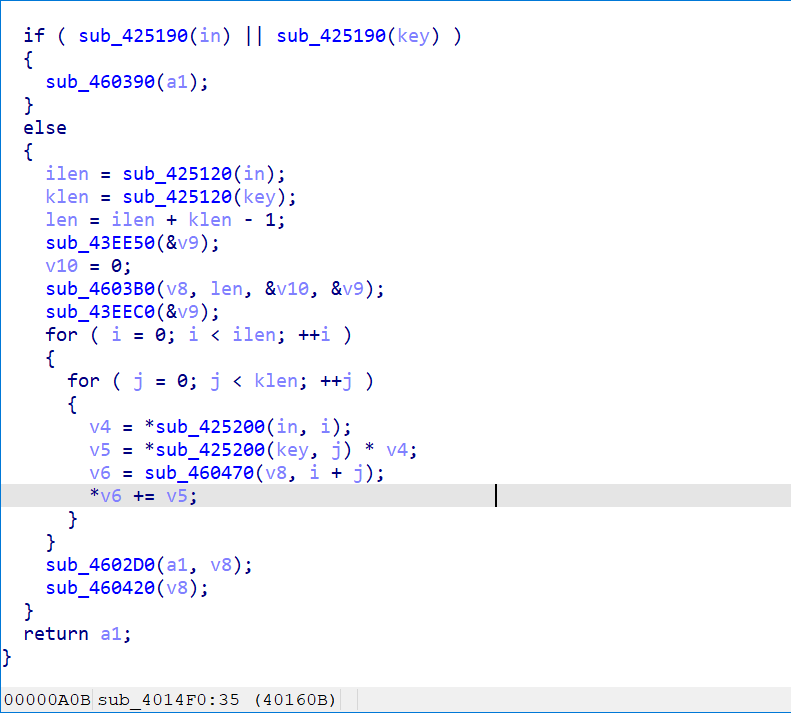 if ( sub_425190(in) || sub_425190(key) )
{
sub_460390(a1);
}
else
{
ilen = sub_425120(in);
klen = sub_425120(key);
len = ilen + klen - 1;
sub_43EE50(&v9);
v10 = 0;
sub_4603B0(v8, len, &v10, &v9);
sub_43EEC0(&v9);
for ( i = 0; i < ilen; ++i )
{
for ( j = 0; j < klen; ++j )
{
v4 = *sub_425200(in, i);
v5 = *sub_425200(key, j) * v4;
v6 = sub_460470(v8, i + j);
*v6 += v5;
}
}
sub_4602D0(a1, v8);
sub_460420(v8);
}
return a1;
}
00000A0B sub_4014F0:35 (40160B)